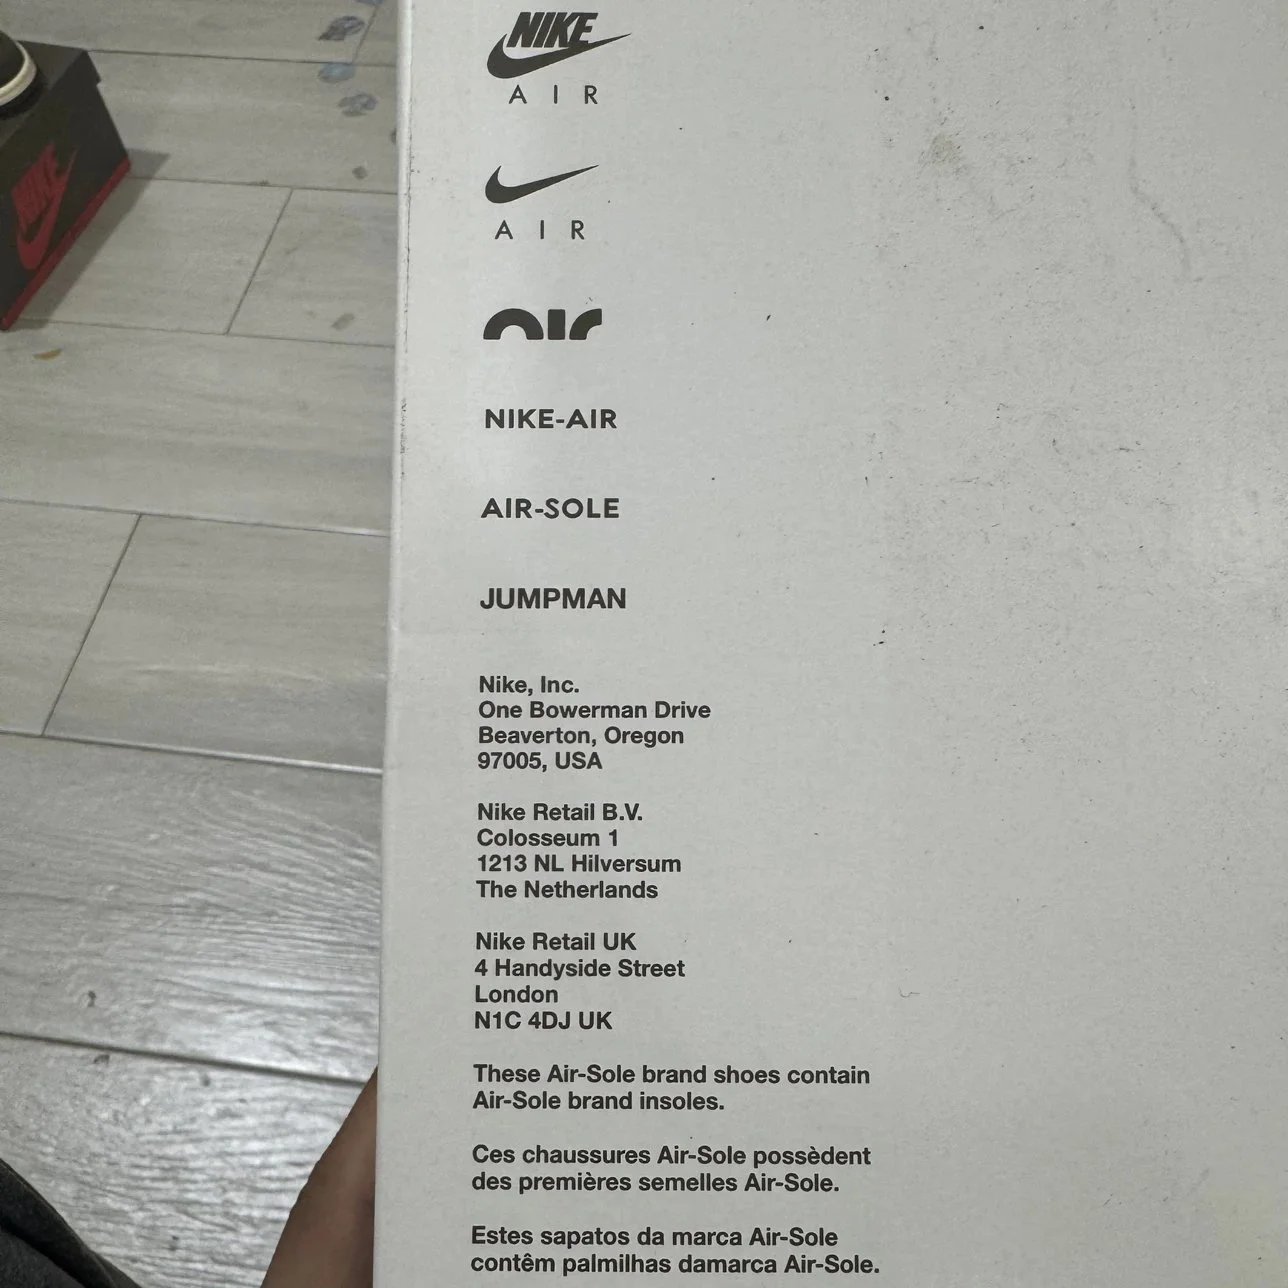 NIKE
AIR
AIR
air
NIKE-AIR
AIR-SOLE
JUMPMAN
Nike, Inc.
One Bowerman Drive
Beaverton, Oregon
97005, USA
Nike Retail B.V.
Colosseum 1
1213 NL Hilversum
The Netherlands
Nike Retail UK
4 Handyside Street
London
N1C 4DJ UK
These Air-Sole brand shoes contain
Air-Sole brand insoles.
Ces chaussures Air-Sole possèdent
des premières semelles Air-Sole.
Estes sapatos da marca Air-Sole
contêm palmilhas damarca Air-Sole.
NIKE